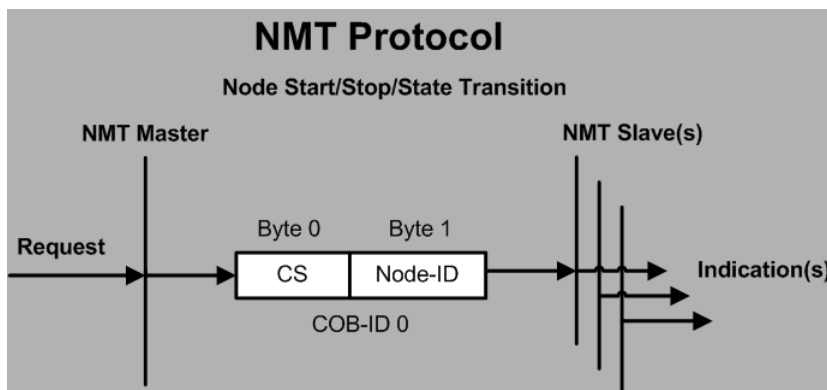 NMT Protocol
Node Start/Stop/State Transition
NMT Master
NMT Slave(s)
Byte 0
Byte 1
Request
CS
Node-ID
Indication(s)
COB-ID 0